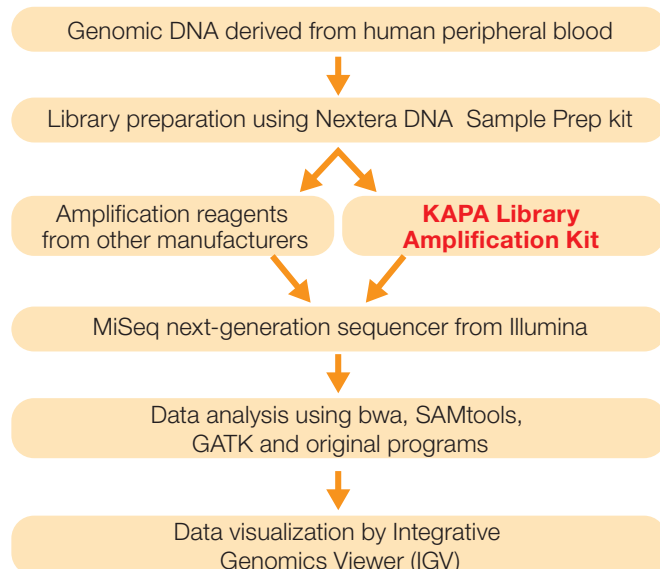 Genomic DNA derived from human peripheral blood
Library preparation using Nextera DNA Sample Prep kit
Amplification reagents
from other manufacturers
KAPA Library
Amplification Kit
MiSeq next-generation sequencer from Illumina
Data analysis using bwa, SAMtools,
GATK and original programs
Data visualization by Integrative
Genomics Viewer (IGV)